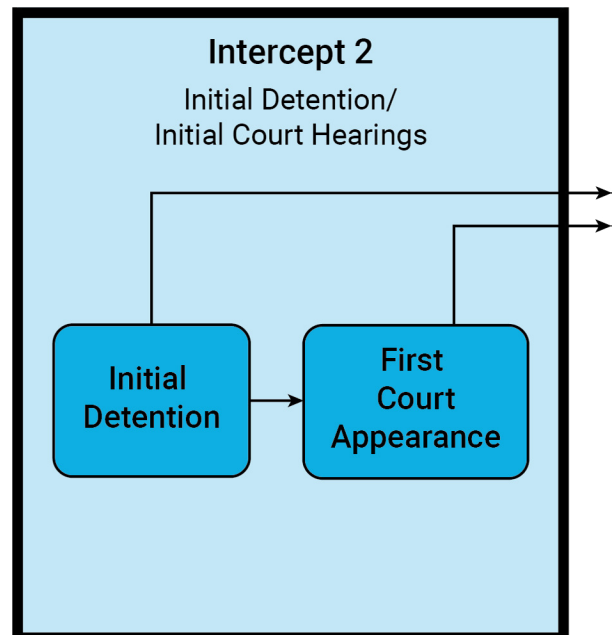 Intercept 2
Initial Detention/
Initial Court Hearings
Initial
Detention
First
Court
Appearance